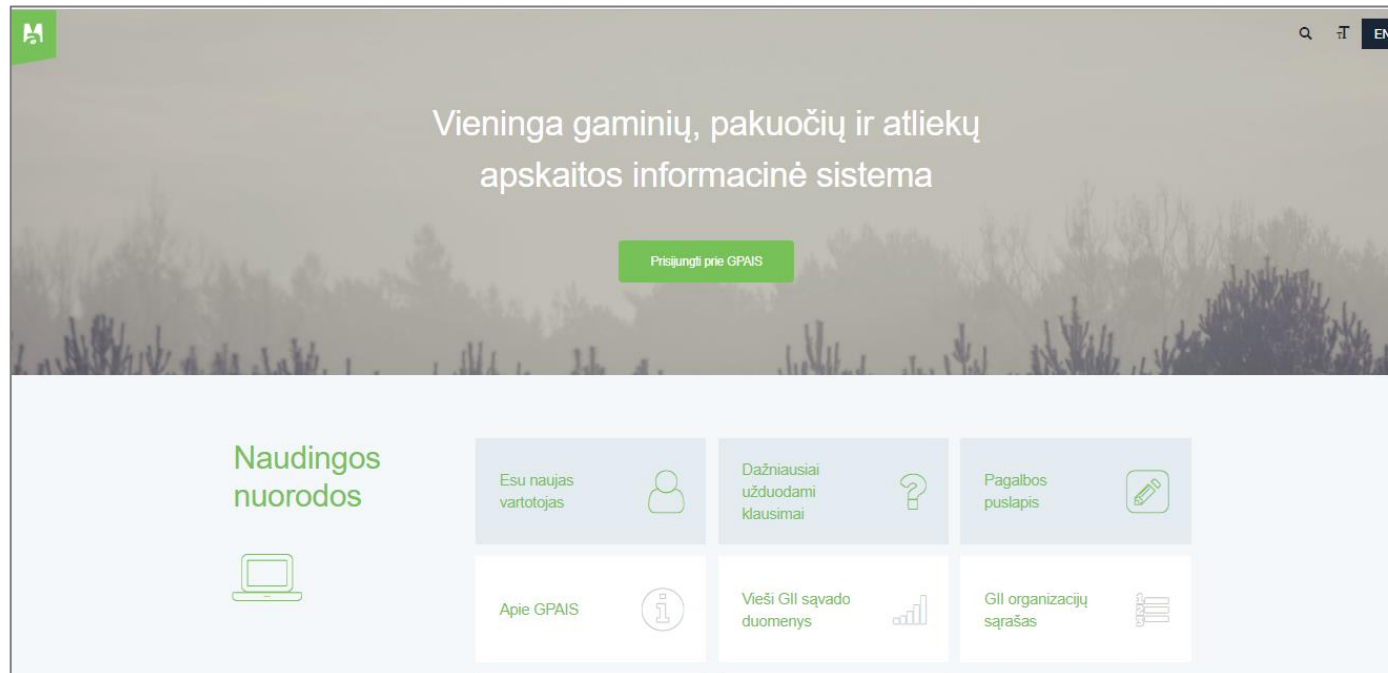 EN
Vieninga gaminių, pakuočių ir atliekų
apskaitos informacinė sistema
Prisijungti prie GPAIS
Naudingos
nuorodos
Esu naujas
vartotojas
Dažniausiai
užduodami
klausimai
Pagalbos
puslapis
Apie GPAIS
Vieši GII sąvado
duomenys
GII organizacijų
sąrašas